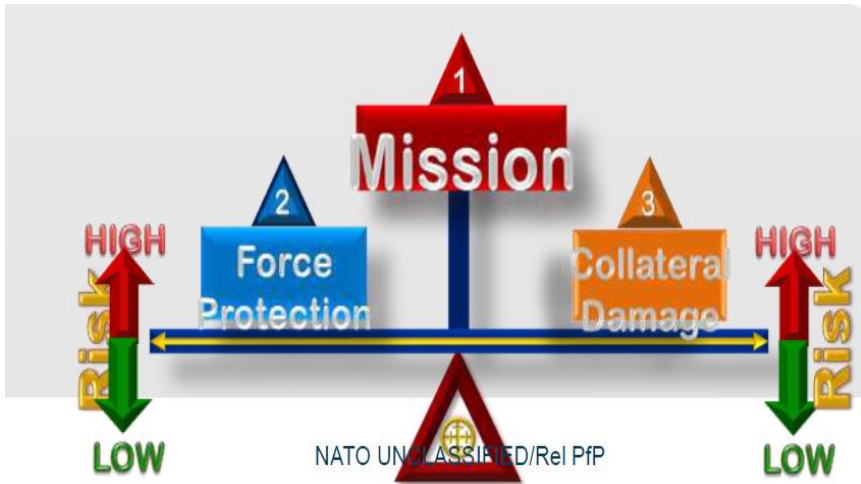 1
Mission
2
3
HIGH
Force
Protection
Collateral
Damage
HIGH
Risk
Risk
LOW
NATO UNCLASSIFIED/Rel PfP
LOW